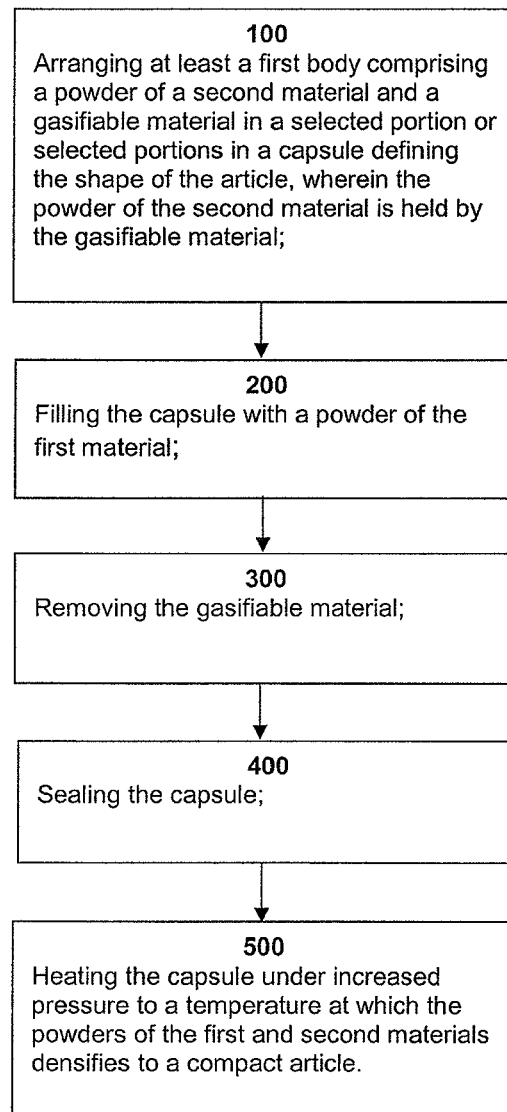 100
Arranging at least a first body comprising
a powder of a second material and a
gasifiable material in a selected portion or
selected portions in a capsule defining
the shape of the article, wherein the
powder of the second material is held by
the gasifiable material;
200
Filling the capsule with a powder of the
first material;
300
Removing the gasifiable material;
400
Sealing the capsule;
500
Heating the capsule under increased
pressure to a temperature at which the
powders of the first and second materials
densifies to a compact article.